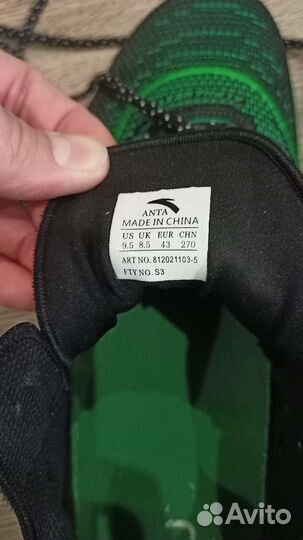 ANTA
MADE IN CHINA
US UK EUR CHN
9.5 8.5 43 270
ART NO. 812021103-5
FTY NO. S3
Avito